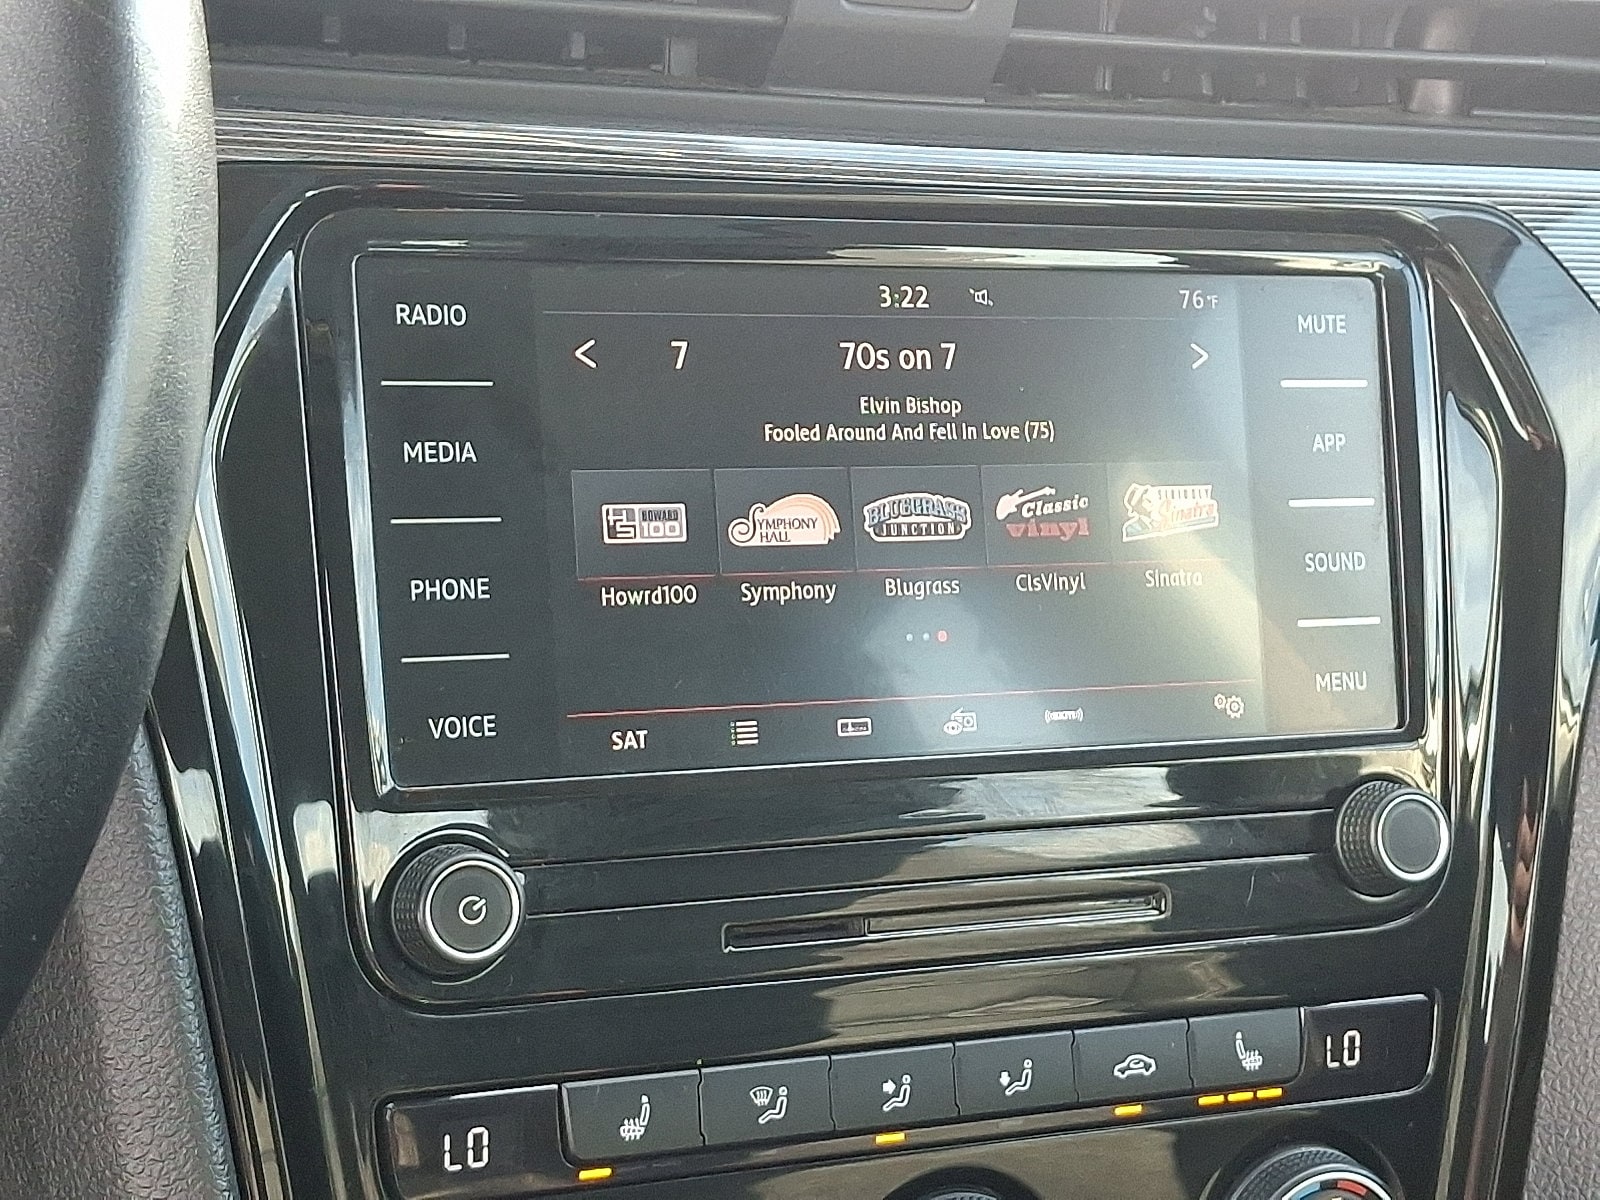 3:22
76°F
RADIO
MUTE
< 7 70s on 7 >
Elvin Bishop
Fooled Around And Fell In Love (75)
MEDIA
APP
HS HOWARD 100
SYMPHONY HALL
BLUEGRASS JUNCTION
Classic vinyl
SIRIUSLY Sinatra
PHONE
Howrd100
Symphony
Blugrass
ClsVinyl
Sinatra
SOUND
MENU
VOICE
SAT
LO
LO